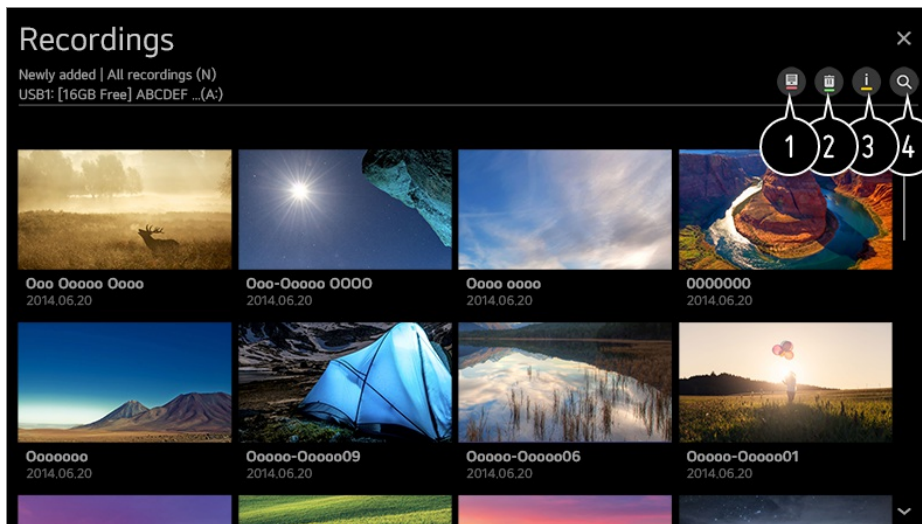 Recordings
Newly added | All recordings (N)
USB1: [16GB Free] ABCDEF ...(A:)
1 2 3 4
Ooo Ooooo Oooo
2014.06.20
Ooo-Ooooo OOOO
2014.06.20
Oooo oooo
2014.06.20
OOOOOOO
2014.06.20
Ooooooo
2014.06.20
Ooooo-Ooooo09
2014.06.20
Ooooo-Ooooo06
2014.06.20
Ooooo-Ooooo01
2014.06.20